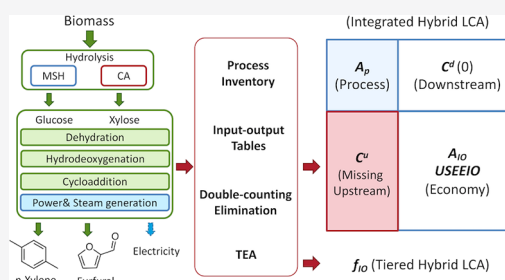 Biomass
Hydrolysis
MSH
CA
Glucose
Xylose
Dehydration
Hydrodeoxygenation
Cycloaddition
Power& Steam generation
Electricity
p-Xylene
Furfural
O
O
Process
Inventory
Input-output
Tables
Double-counting
Elimination
TEA
(Integrated Hybrid LCA)
Ap
(Process)
Cᵈ (0)
(Downstream)
Cᵘ
(Missing
Upstream)
AIO
USEEIO
(Economy)
fIO (Tiered Hybrid LCA)